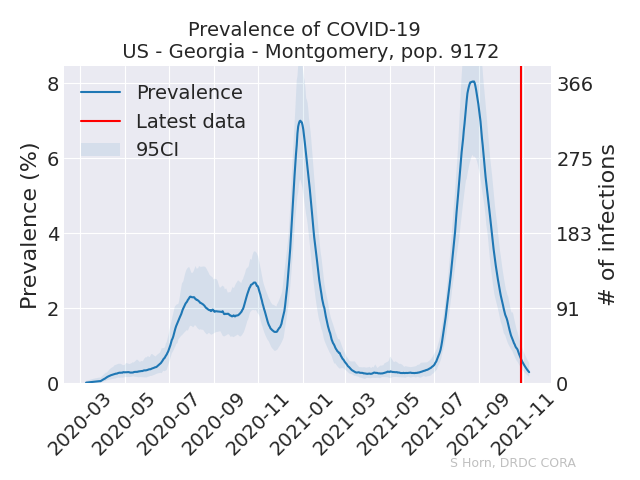 Prevalence of COVID-19
US - Georgia - Montgomery, pop. 9172
Prevalence
Latest data
95CI
Prevalence (%)
8
6
4
2
0
# of infections
366
275
183
91
0
2020-03
2020-05
2020-07
2020-09
2020-11
2021-01
2021-03
2021-05
2021-07
2021-09
2021-11
S Horn, DRDC CORA